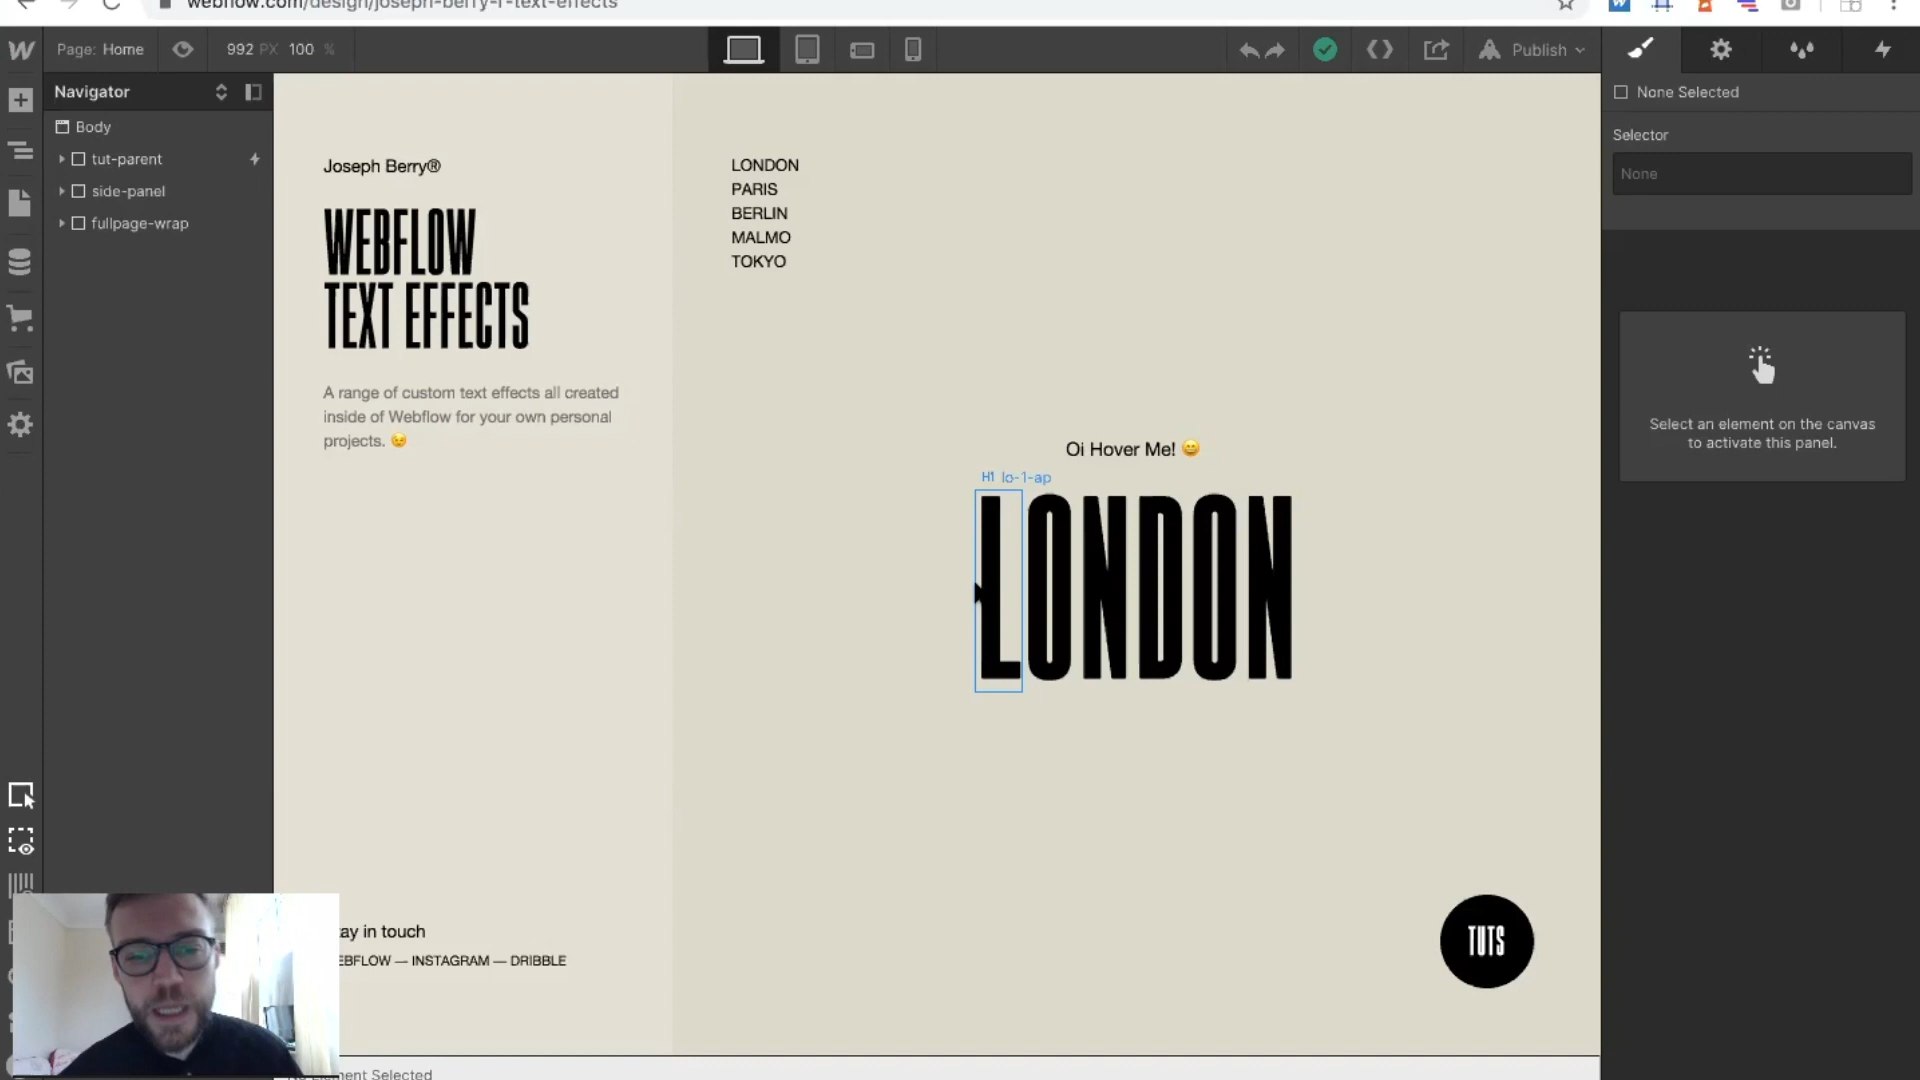 webflow.com/design/joseph-berry-r-text-effects
Page: Home
992 PX 100 %
Publish
Navigator
Body
tut-parent
side-panel
fullpage-wrap
Joseph Berry®
WEBFLOW
TEXT EFFECTS
A range of custom text effects all created
inside of Webflow for your own personal
projects. 😉
LONDON
PARIS
BERLIN
MALMO
TOKYO
Oi Hover Me! 😄
H1 lo-1-ap
LONDON
ay in touch
EBFLOW — INSTAGRAM — DRIBBLE
TUTS
Element Selected
None Selected
Selector
None
Select an element on the canvas
to activate this panel.